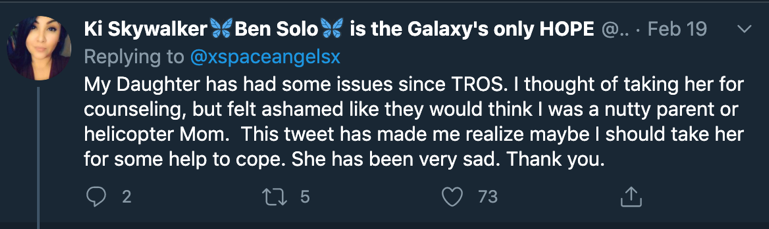 Ki Skywalker🦋Ben Solo🦋 is the Galaxy's only HOPE @.. · Feb 19
Replying to @xspaceangelsx
My Daughter has had some issues since TROS. I thought of taking her for
counseling, but felt ashamed like they would think I was a nutty parent or
helicopter Mom.  This tweet has made me realize maybe I should take her
for some help to cope. She has been very sad. Thank you.
2 5 73